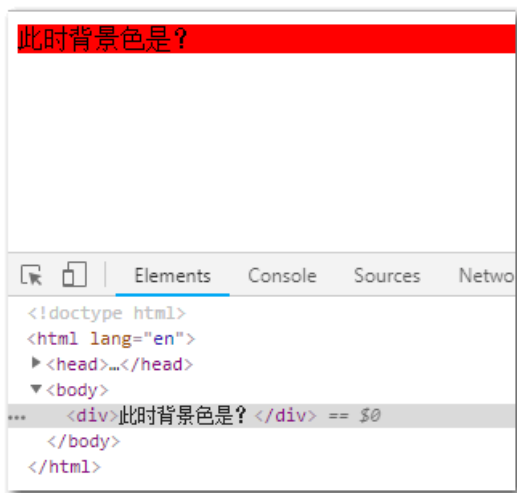 此时背景色是？
Elements Console Sources Netwo
<!doctype html>
<html lang="en">
▶<head>…</head>
▼<body>
... <div>此时背景色是？</div> == $0
</body>
</html>